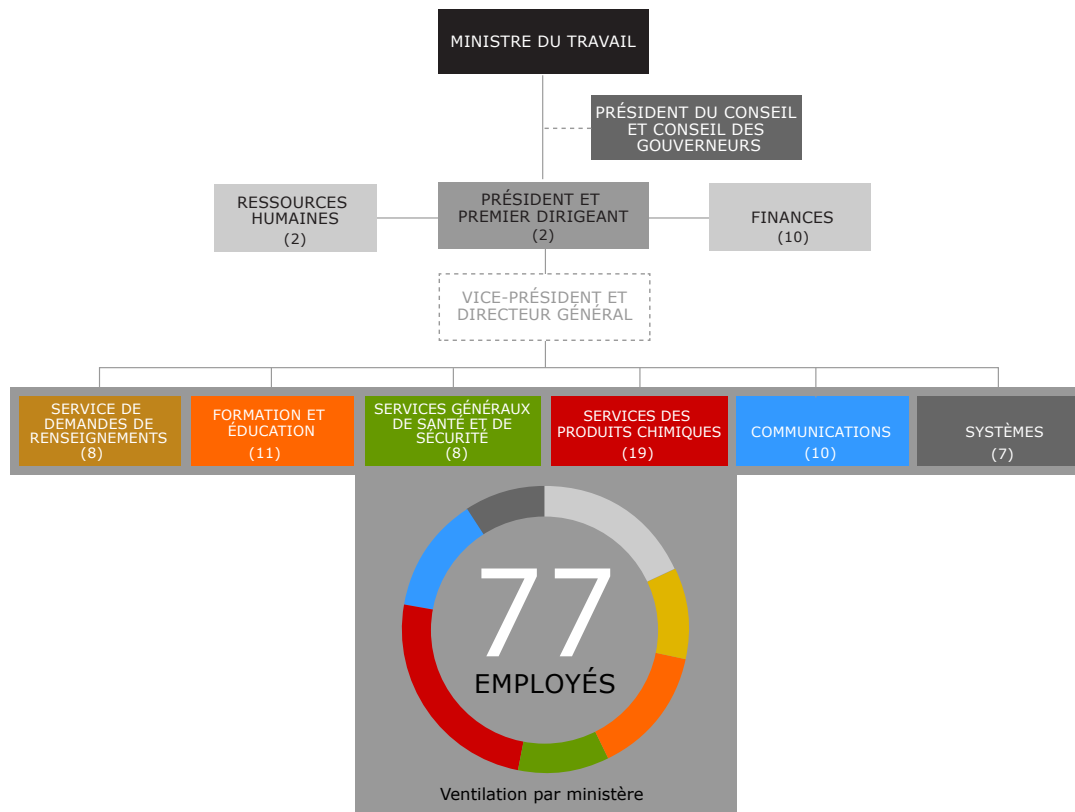 MINISTRE DU TRAVAIL
PRÉSIDENT DU CONSEIL
ET CONSEIL DES
GOUVERNEURS
RESSOURCES
HUMAINES
(2)
PRÉSIDENT ET
PREMIER DIRIGEANT
(2)
FINANCES
(10)
VICE-PRÉSIDENT ET
DIRECTEUR GÉNÉRAL
SERVICE DE
DEMANDES DE
RENSEIGNEMENTS
(8)
FORMATION ET
ÉDUCATION
(11)
SERVICES GÉNÉRAUX
DE SANTÉ ET DE
SÉCURITÉ
(8)
SERVICES DES
PRODUITS CHIMIQUES
(19)
COMMUNICATIONS
(10)
SYSTÈMES
(7)
77
EMPLOYÉS
Ventilation par ministère